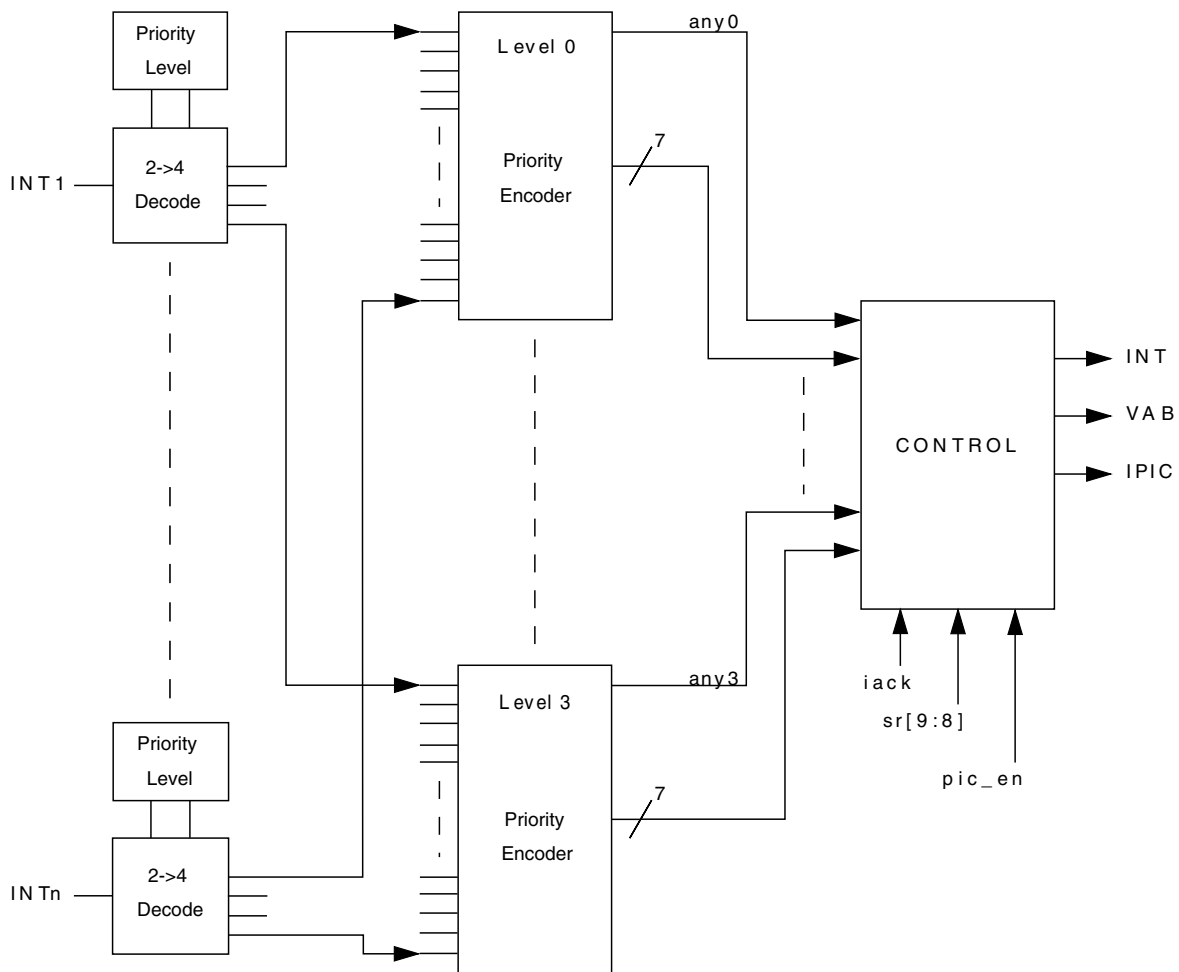 Priority
Level
2->4
Decode
INT1
Level 0
Priority
Encoder
any0
7
CONTROL
INT
VAB
IPIC
iack
sr[9:8]
pic_en
Priority
Level
2->4
Decode
INTn
Level 3
Priority
Encoder
any3
7